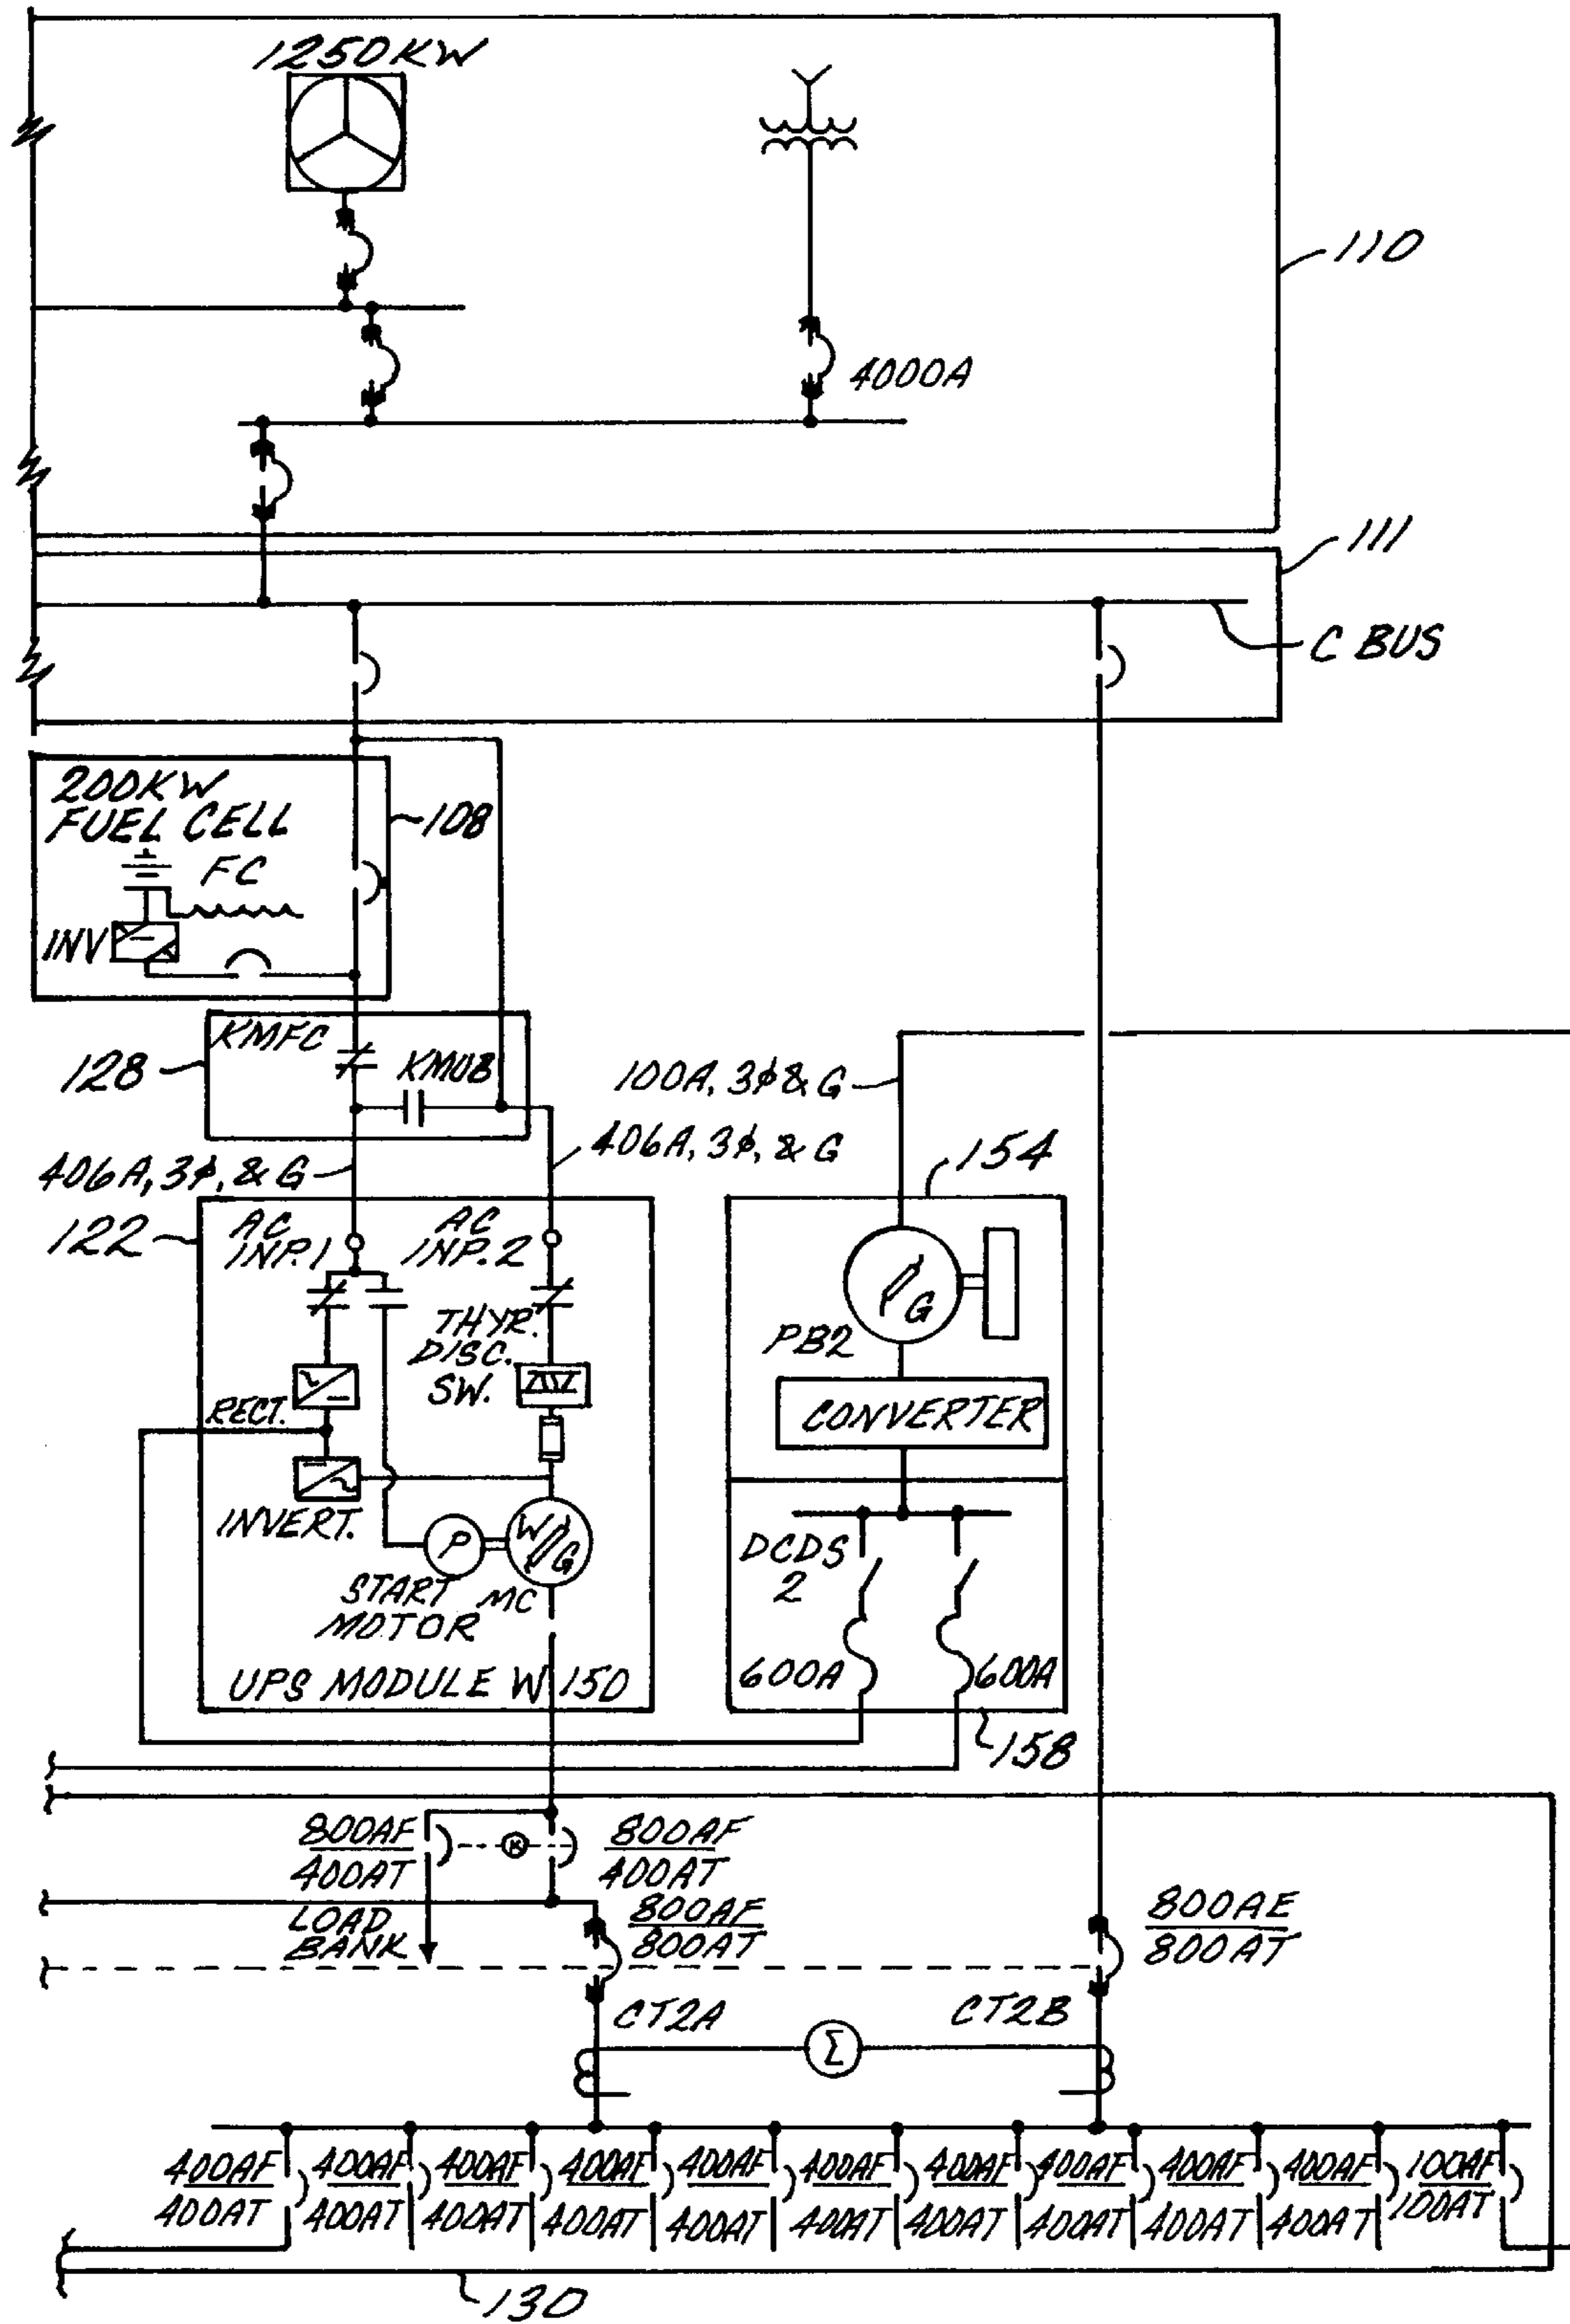 1250KW
110
4000A
111
C BUS
200KW
FUEL CELL
108
FC
INV
KMFC
128
KMUB
100A, 3φ & G
406A, 3φ, & G
406A, 3φ, & G
154
122
AC
INP. 1
AC
INP. 2
THYR.
DISC.
SW.
G
PB2
RECT.
CONVERTER
INVERT.
P
W
G
START
MOTOR
MC
DCDS
2
600A
600A
UPS MODULE W 150
158
800AF
400AT
K
800AF
400AT
LOAD
BANK
800AF
800AT
800AE
800AT
CT2A
CT2B
Σ
400AF 400AF 400AF 400AF 400AF 400AF 400AF 400AF 400AF 400AF 100AF
400AT 400AT 400AT 400AT 400AT 400AT 400AT 400AT 400AT 400AT 100AT
130